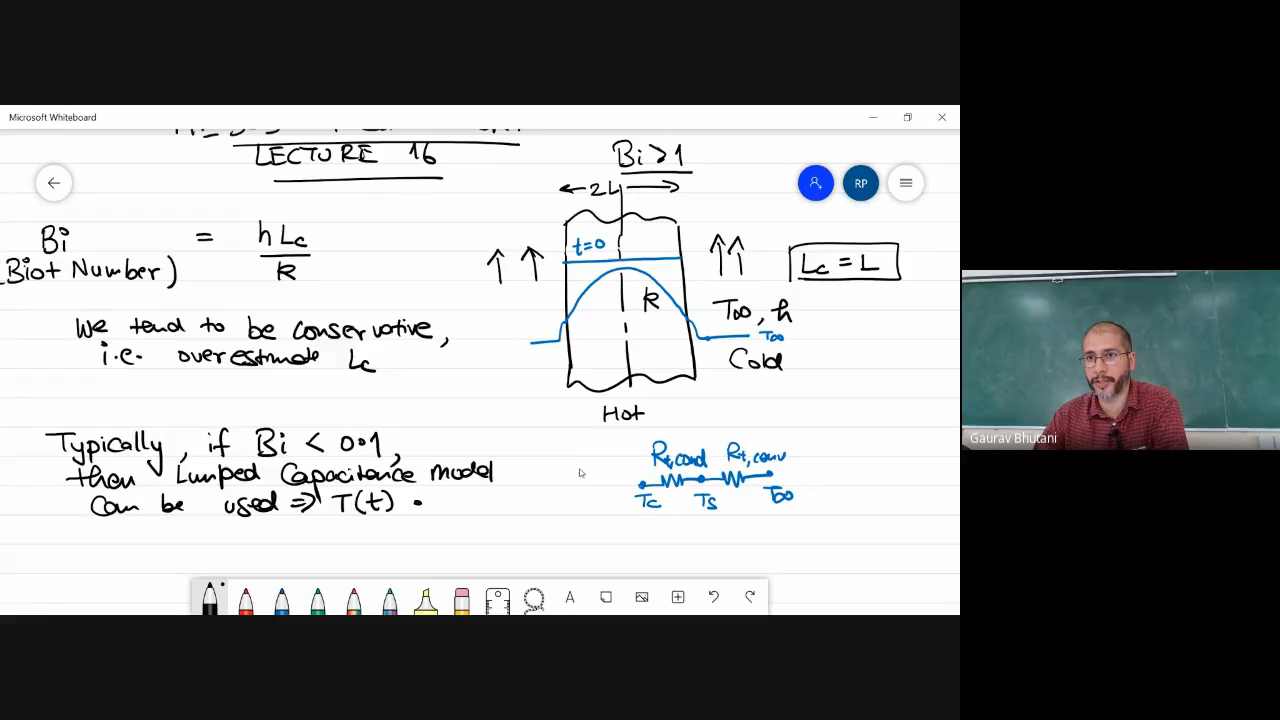 Microsoft Whiteboard
LECTURE 16
Bi > 1
2L
RP
Bi = h Lc / k
Biot Number)
t=0
Lc = L
k
T∞, h
T∞
Cold
We tend to be conservative,
i.e. overestimate Lc
Hot
Typically, if Bi < 0.1,
then Lumped Capacitance model
Can be used => T(t).
Rt,cond Rt,conv
Tc Ts T∞
Gaurav Bhutani
A